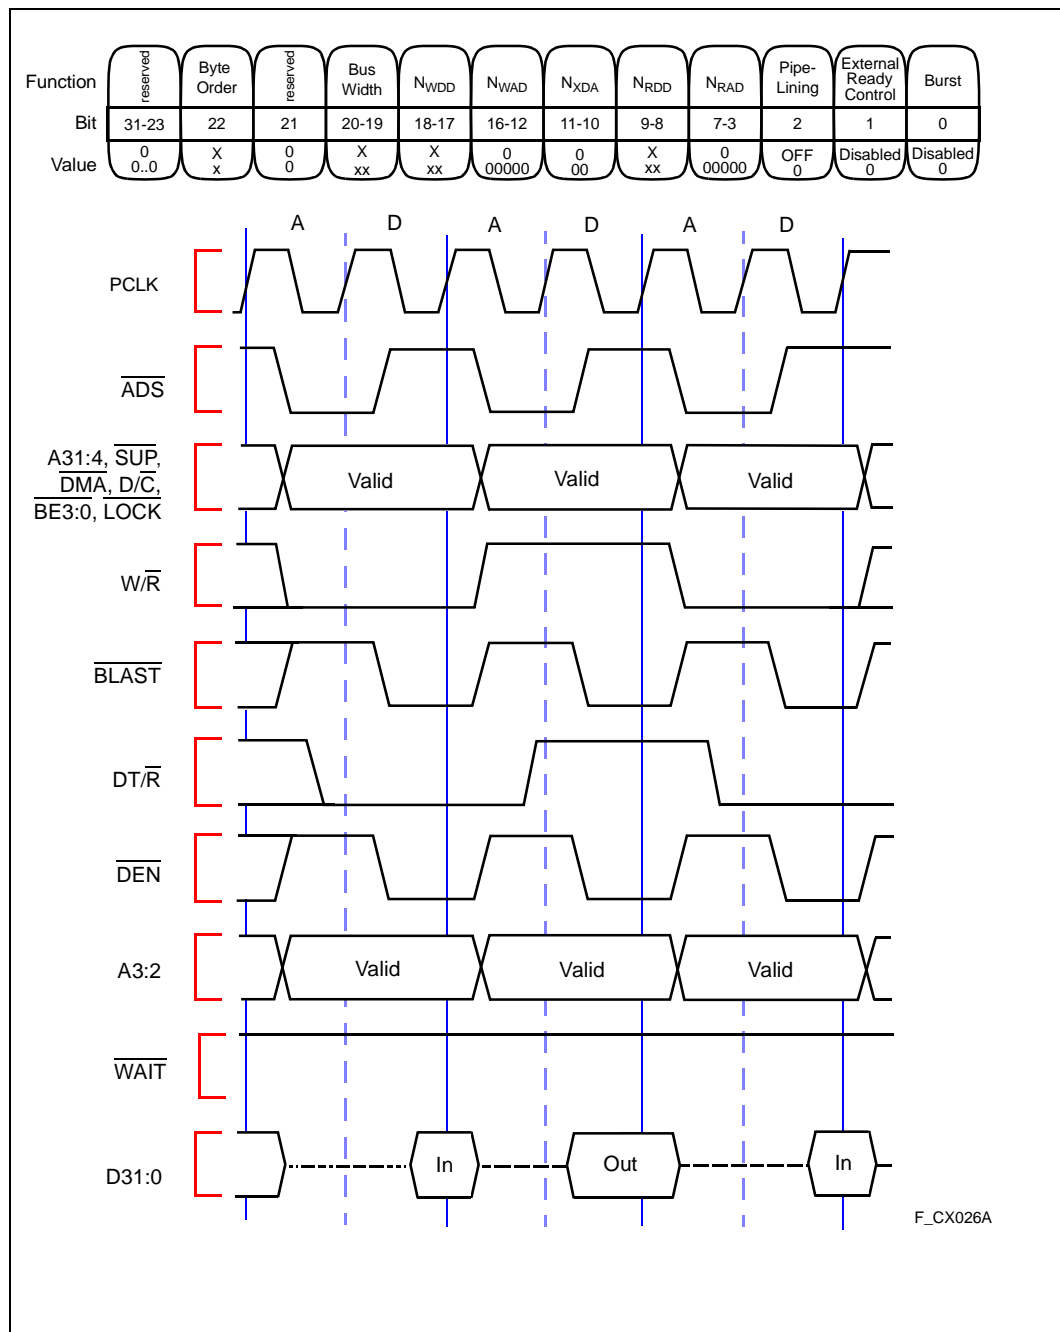 Function reserved Byte Order reserved Bus Width NWDD NWAD NXDA NRDD NRAD Pipe-Lining External Ready Control Burst
Bit 31-23 22 21 20-19 18-17 16-12 11-10 9-8 7-3 2 1 0
Value 0 X 0 X X 0 0 X 0 OFF Disabled Disabled
0..0 x 0 xx xx 00000 00 xx 00000 0 0 0
A D A D A D
PCLK
ADS
A31:4, SUP,
DMA, D/C,
BE3:0, LOCK
Valid Valid Valid
W/R
BLAST
DT/R
DEN
A3:2 Valid Valid Valid
WAIT
D31:0 In Out In
F_CX026A